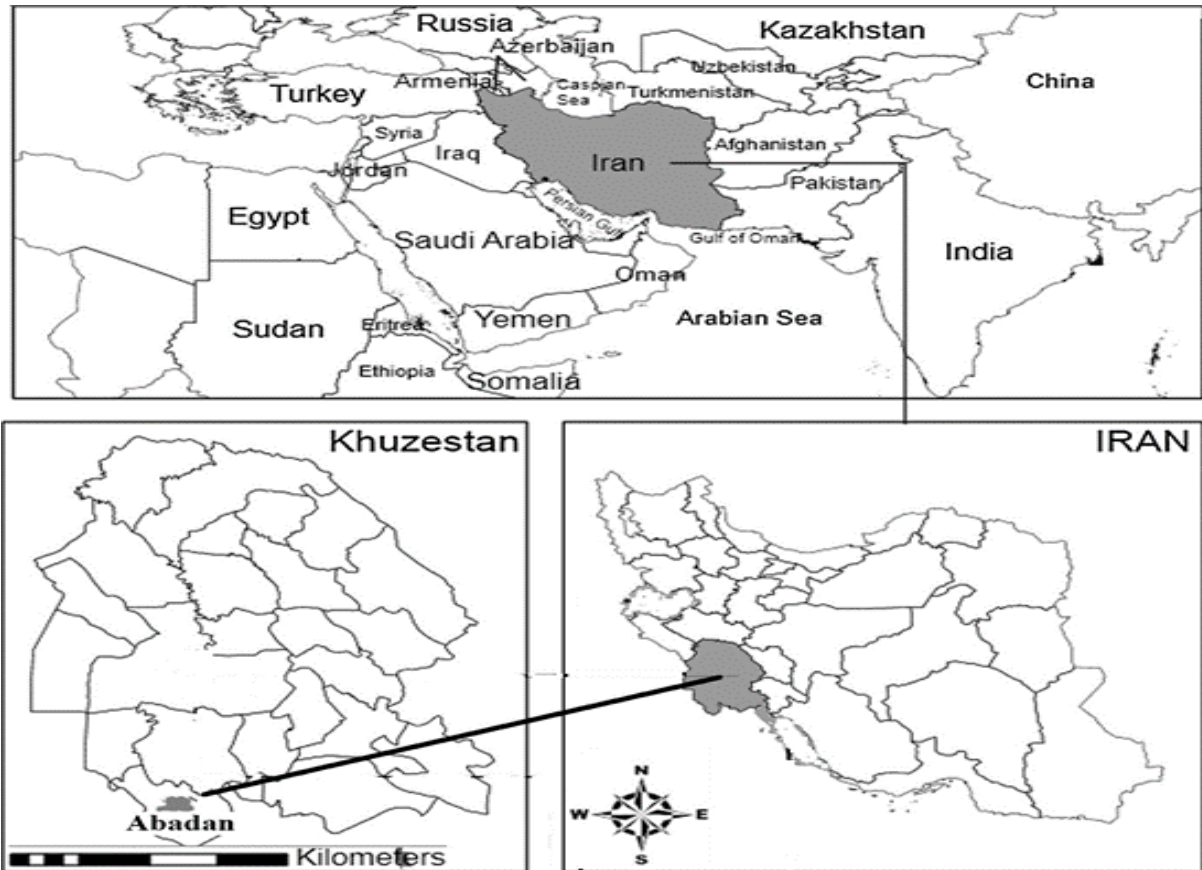 Russia
Kazakhstan
Azerbaijan
Uzbekistan
Armenia
Caspian
Sea
Turkmenistan
China
Turkey
Syria
Iraq
Iran
Afghanistan
Jordan
Pakistan
Egypt
Persian Gulf
Saudi Arabia
Gulf of Oman
India
Oman
Sudan
Eritrea
Yemen
Arabian Sea
Ethiopia
Somalia
Khuzestan
Abadan
Kilometers
IRAN
N
W
E
S